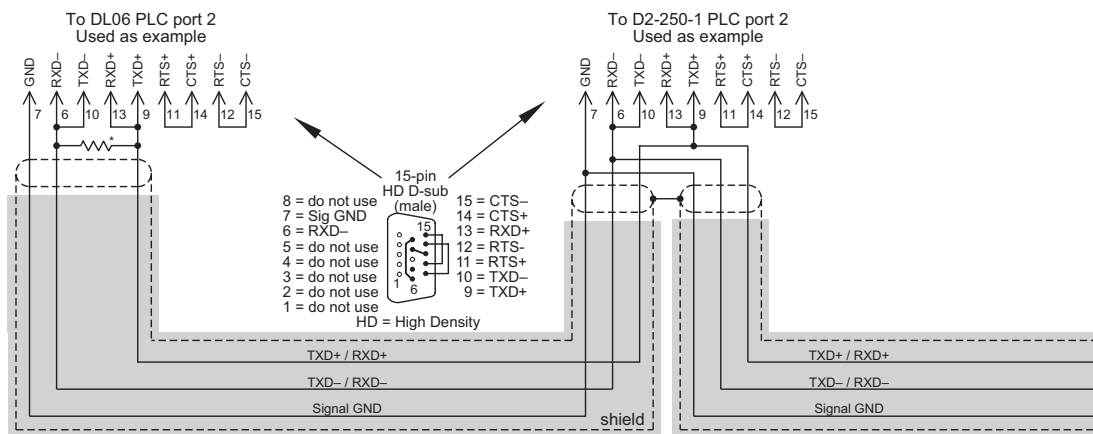 To DL06 PLC port 2
Used as example
GND
RXD–
TXD–
RXD+
TXD+
RTS+
CTS+
RTS–
CTS–
7
6
10
13
9
11
14
12
15
*
To D2-250-1 PLC port 2
Used as example
GND
RXD–
TXD–
RXD+
TXD+
RTS+
CTS+
RTS–
CTS–
7
6
10
13
9
11
14
12
15
15-pin
HD D-sub
(male)
8 = do not use
7 = Sig GND
6 = RXD–
5 = do not use
4 = do not use
3 = do not use
2 = do not use
1 = do not use
15
1
6
15 = CTS–
14 = CTS+
13 = RXD+
12 = RTS-
11 = RTS+
10 = TXD–
9 = TXD+
HD = High Density
TXD+ / RXD+
TXD– / RXD–
Signal GND
shield
TXD+ / RXD+
TXD– / RXD–
Signal GND